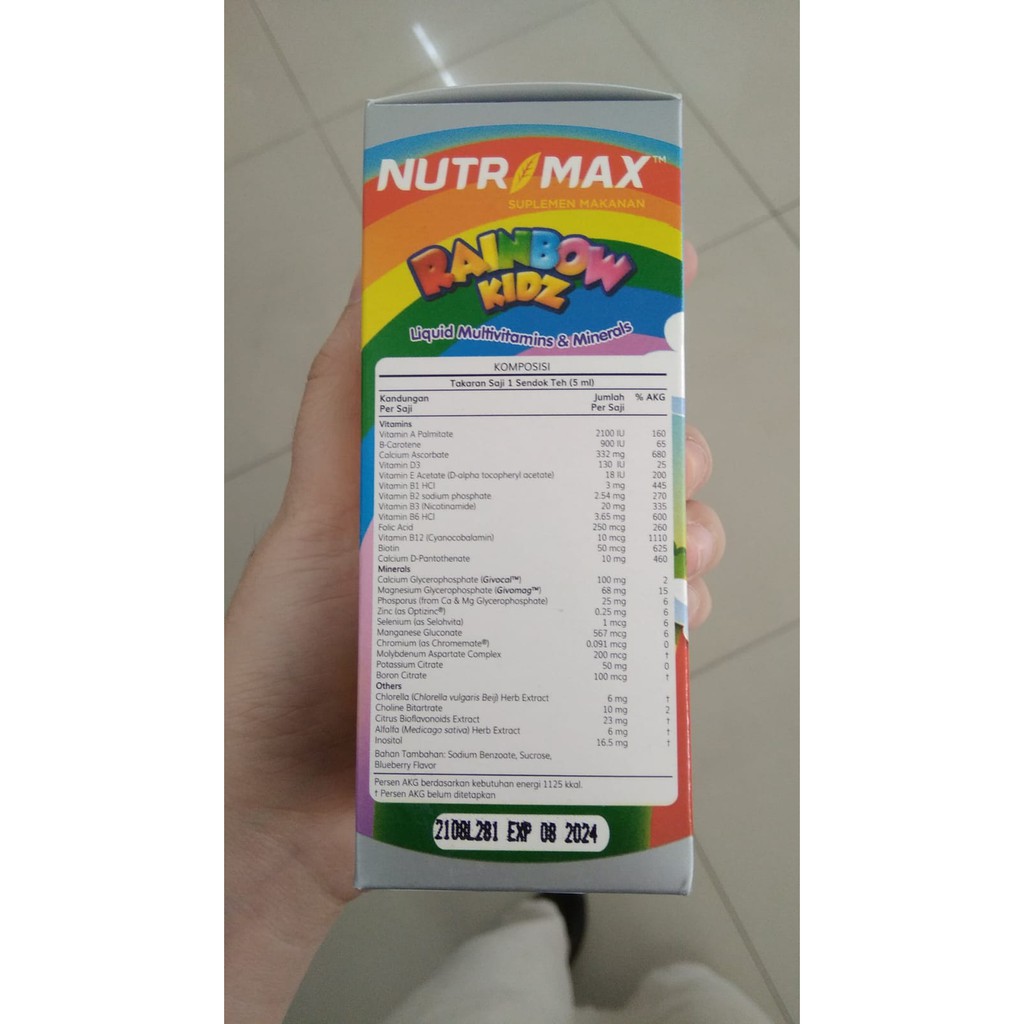 NUTRIMAX™
SUPLEMEN MAKANAN
RAINBOW
KIDZ
Liquid Multivitamins & Minerals
KOMPOSISI
Takaran Saji 1 Sendok Teh (5 ml)
Kandungan Per Saji Jumlah Per Saji % AKG
Vitamins
Vitamin A Palmitate 2100 IU 160
B-Carotene 900 IU 65
Calcium Ascorbate 332 mg 680
Vitamin D3 130 IU 25
Vitamin E Acetate (D-alpha tocopheryl acetate) 18 IU 200
Vitamin B1 HCl 3 mg 445
Vitamin B2 sodium phosphate 2.54 mg 270
Vitamin B3 (Nicotinamide) 20 mg 335
Vitamin B6 HCl 3.65 mg 600
Folic Acid 250 mcg 260
Vitamin B12 (Cyanocobalamin) 10 mcg 1110
Biotin 50 mcg 625
Calcium D-Pantothenate 10 mg 460
Minerals
Calcium Glycerophosphate (Givocal™) 100 mg 2
Magnesium Glycerophosphate (Givomag™) 68 mg 15
Phosporus (from Ca & Mg Glycerophosphate) 25 mg 6
Zinc (as Optizinc®) 0.25 mg 6
Selenium (as Selohvita) 1 mcg 6
Manganese Gluconate 567 mcg 6
Chromium (as Chromemate®) 0.091 mcg 0
Molybdenum Aspartate Complex 200 mcg †
Potassium Citrate 50 mg 0
Boron Citrate 100 mcg †
Others
Chlorella (Chlorella vulgaris Beij) Herb Extract 6 mg †
Choline Bitartrate 10 mg 2
Citrus Bioflavonoids Extract 23 mg †
Alfalfa (Medicago sativa) Herb Extract 6 mg †
Inositol 16.5 mg †
Bahan Tambahan: Sodium Benzoate, Sucrose,
Blueberry Flavor
Persen AKG berdasarkan kebutuhan energi 1125 kkal.
† Persen AKG belum ditetapkan
2108L281 EXP 08 2024